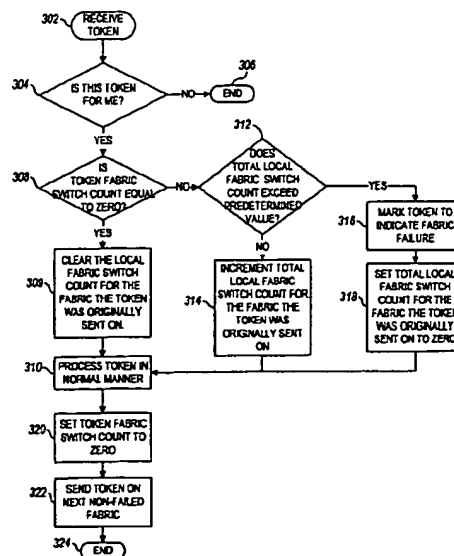 302
RECEIVE
TOKEN
304
IS THIS TOKEN
FOR ME?
NO
306
END
YES
308
IS
TOKEN FABRIC
SWITCH COUNT EQUAL
TO ZERO?
NO
312
DOES
TOTAL LOCAL
FABRIC SWITCH
COUNT EXCEED
PREDETERMINED
VALUE?
YES
316
MARK TOKEN TO
INDICATE FABRIC
FAILURE
YES
309
CLEAR THE LOCAL
FABRIC SWITCH
COUNT FOR THE
FABRIC THE TOKEN
WAS ORIGINALLY
SENT ON.
NO
314
INCREMENT TOTAL
LOCAL FABRIC
SWITCH COUNT FOR
THE FABRIC THE
TOKEN WAS
ORIGINALLY SENT
ON
318
SET TOTAL LOCAL
FABRIC SWITCH
COUNT FOR THE
FABRIC THE TOKEN
WAS ORIGINALLY
SENT ON TO ZERO
310
PROCESS TOKEN IN
NORMAL MANNER
320
SET TOKEN FABRIC
SWITCH COUNT TO
ZERO
322
SEND TOKEN ON
NEXT NON-FAILED
FABRIC
324
END